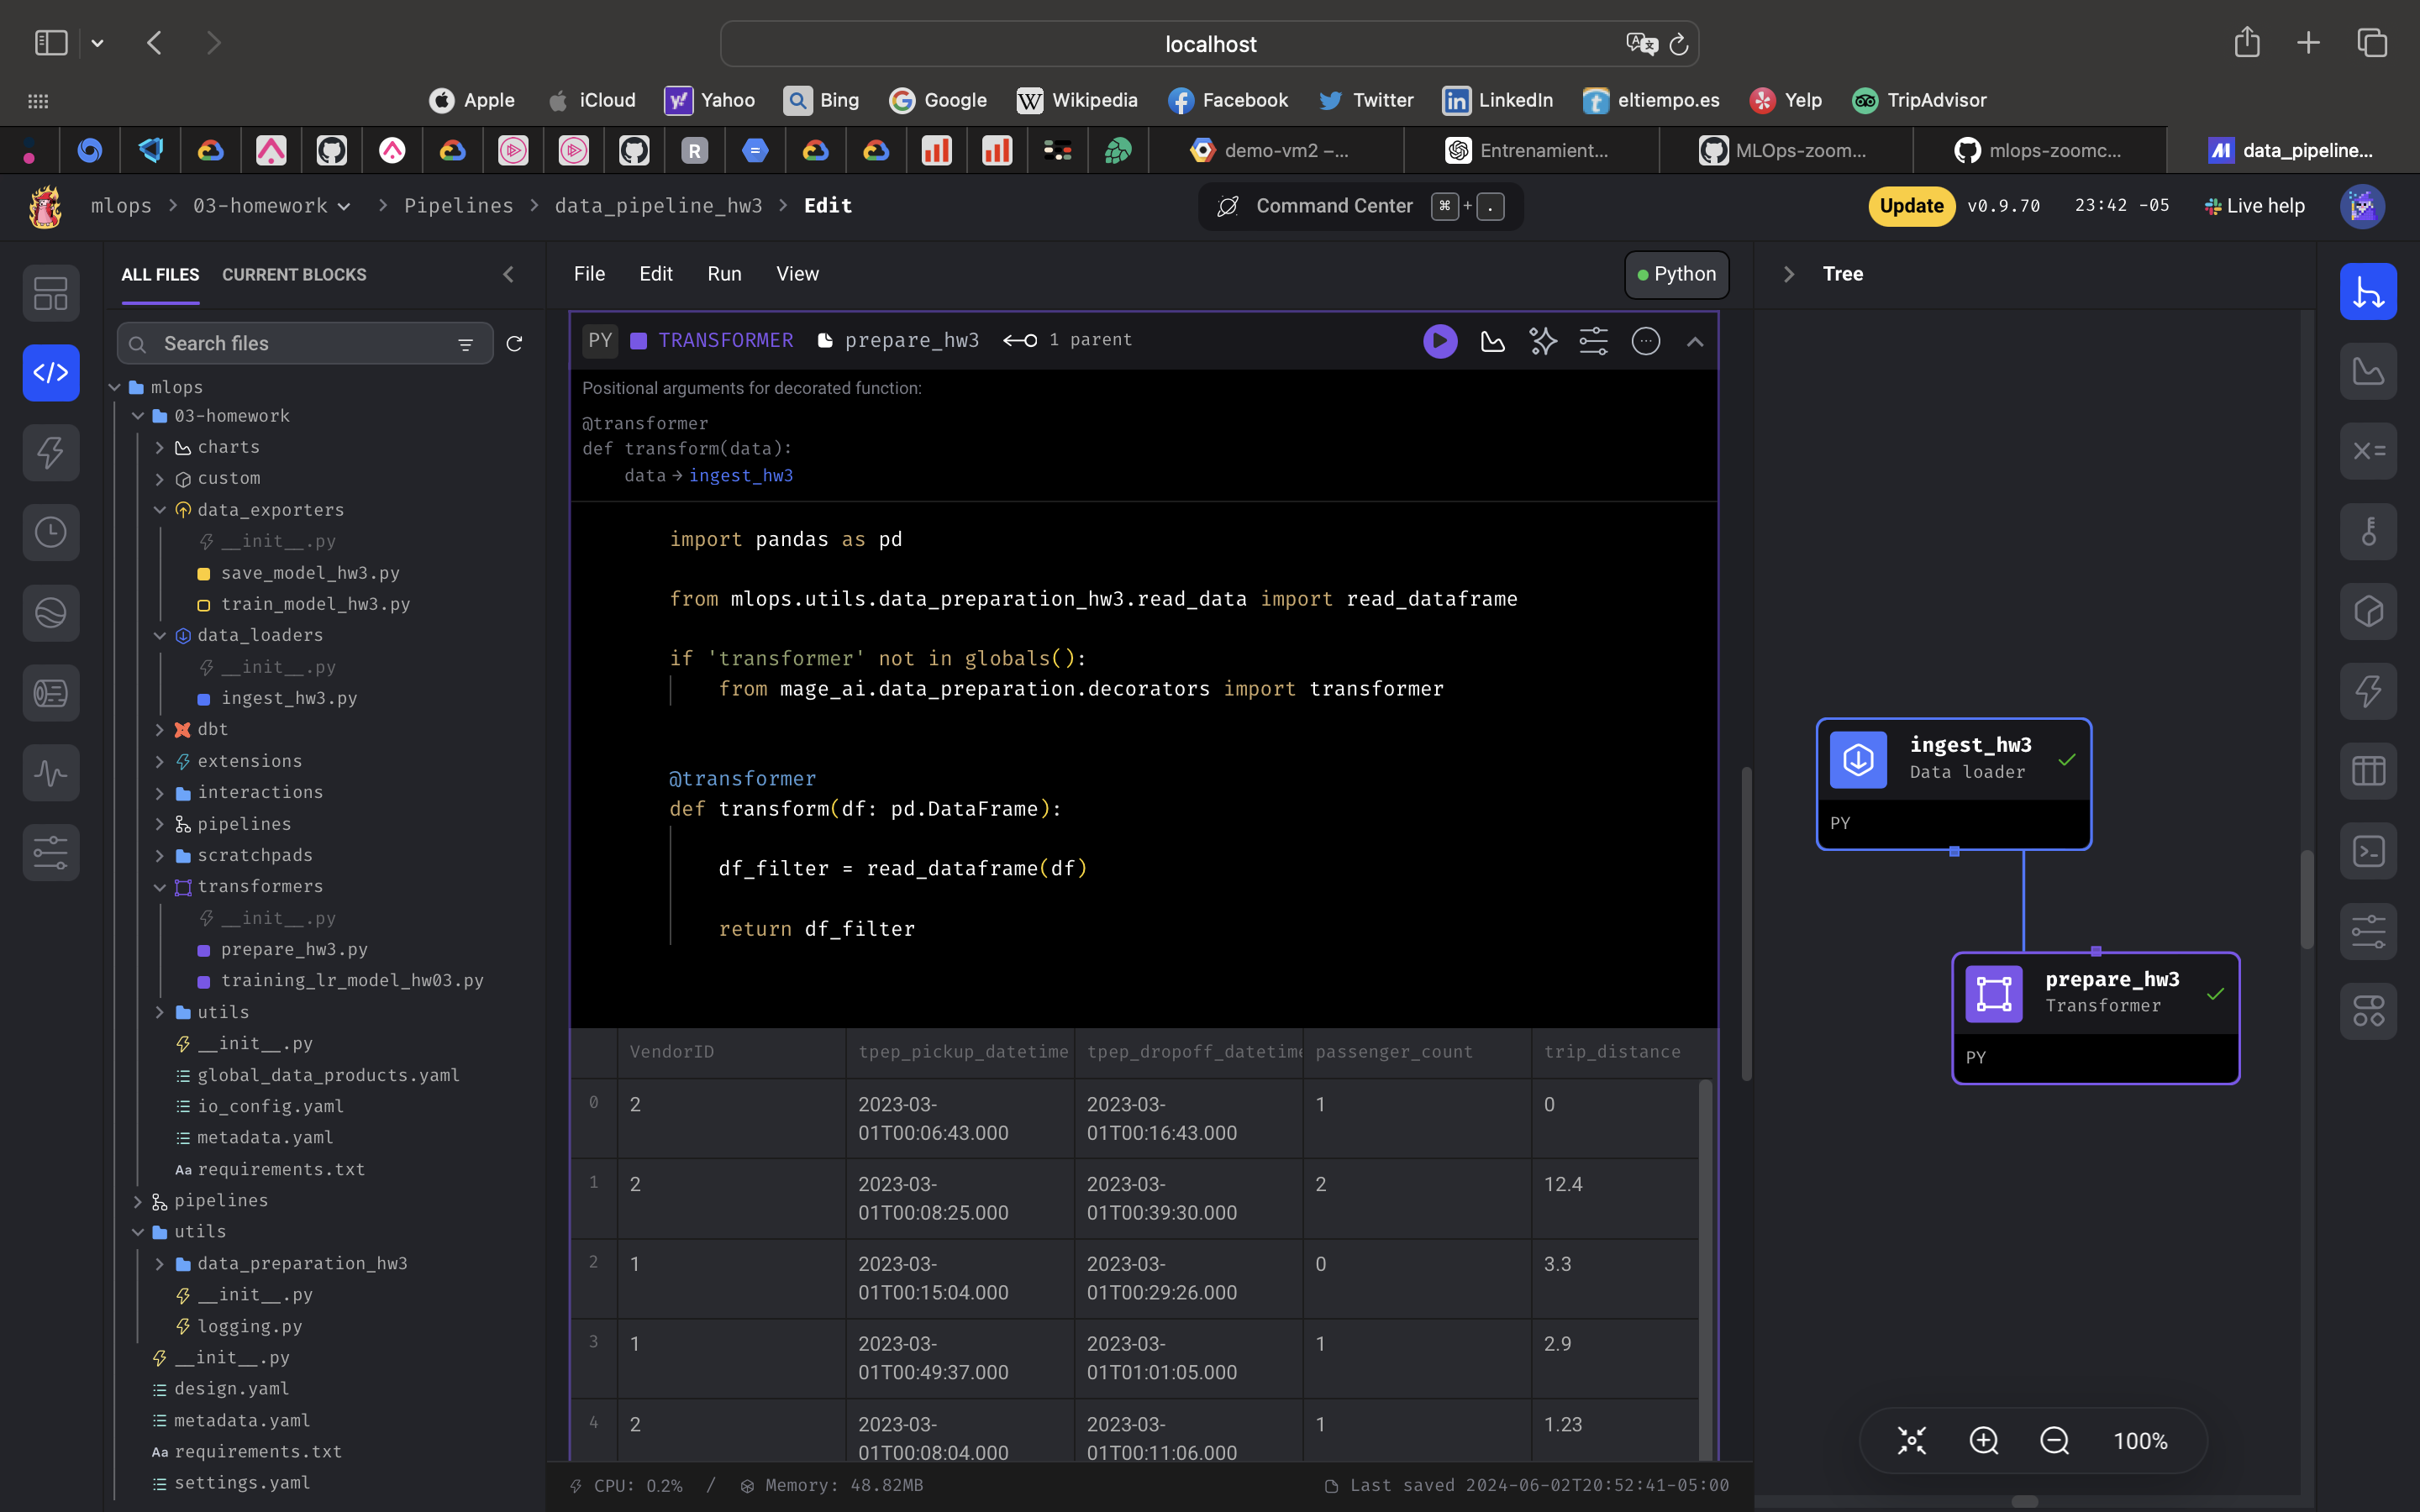 localhost
Apple iCloud Yahoo Bing Google Wikipedia Facebook Twitter LinkedIn eltiempo.es Yelp TripAdvisor
demo-vm2 –... Entrenamient... MLOps-zoom... mlops-zoomc... data_pipeline...
mlops > 03-homework > Pipelines > data_pipeline_hw3 > Edit
Command Center ⌘ + .
Update v0.9.70 23:42 -05 Live help
ALL FILES CURRENT BLOCKS
Search files
mlops
03-homework
charts
custom
data_exporters
__init__.py
save_model_hw3.py
train_model_hw3.py
data_loaders
__init__.py
ingest_hw3.py
dbt
extensions
interactions
pipelines
scratchpads
transformers
__init__.py
prepare_hw3.py
training_lr_model_hw03.py
utils
__init__.py
global_data_products.yaml
io_config.yaml
metadata.yaml
Aa requirements.txt
pipelines
utils
data_preparation_hw3
__init__.py
logging.py
__init__.py
design.yaml
metadata.yaml
Aa requirements.txt
settings.yaml
File Edit Run View
Python
PY TRANSFORMER prepare_hw3 1 parent
Positional arguments for decorated function:
@transformer
def transform(data):
data → ingest_hw3
import pandas as pd
from mlops.utils.data_preparation_hw3.read_data import read_dataframe
if 'transformer' not in globals():
from mage_ai.data_preparation.decorators import transformer
@transformer
def transform(df: pd.DataFrame):
df_filter = read_dataframe(df)
return df_filter
VendorID tpep_pickup_datetime tpep_dropoff_datetime passenger_count trip_distance
0 2 2023-03-01T00:06:43.000 2023-03-01T00:16:43.000 1 0
1 2 2023-03-01T00:08:25.000 2023-03-01T00:39:30.000 2 12.4
2 1 2023-03-01T00:15:04.000 2023-03-01T00:29:26.000 0 3.3
3 1 2023-03-01T00:49:37.000 2023-03-01T01:01:05.000 1 2.9
4 2 2023-03-01T00:08:04.000 2023-03-01T00:11:06.000 1 1.23
CPU: 0.2% / Memory: 48.82MB
Last saved 2024-06-02T20:52:41-05:00
Tree
ingest_hw3
Data loader
PY
prepare_hw3
Transformer
PY
100%